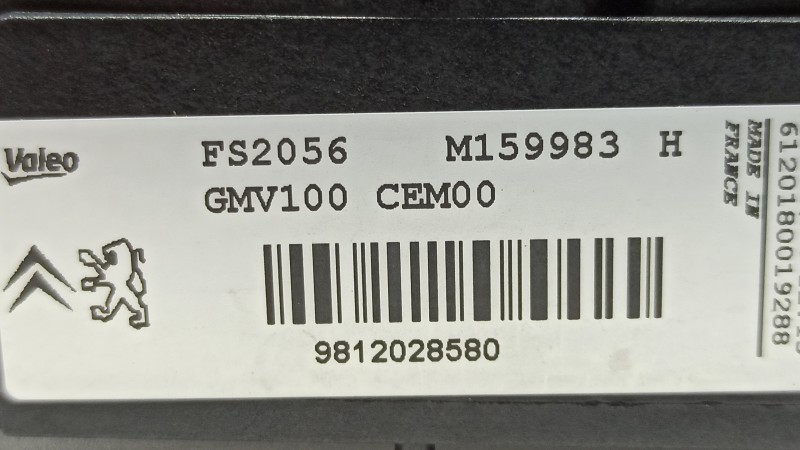 Valeo
FS2056 M159983 H
GMV100 CEM00
9812028580
MADE IN
FRANCE
6120180019288